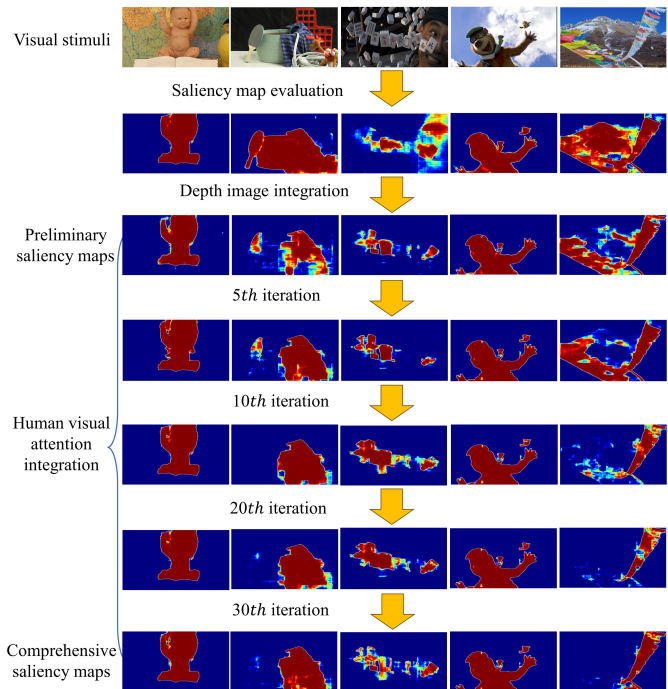 Visual stimuli
Saliency map evaluation
Depth image integration
Preliminary
saliency maps
5th iteration
10th iteration
Human visual
attention
integration
20th iteration
30th iteration
Comprehensive
saliency maps